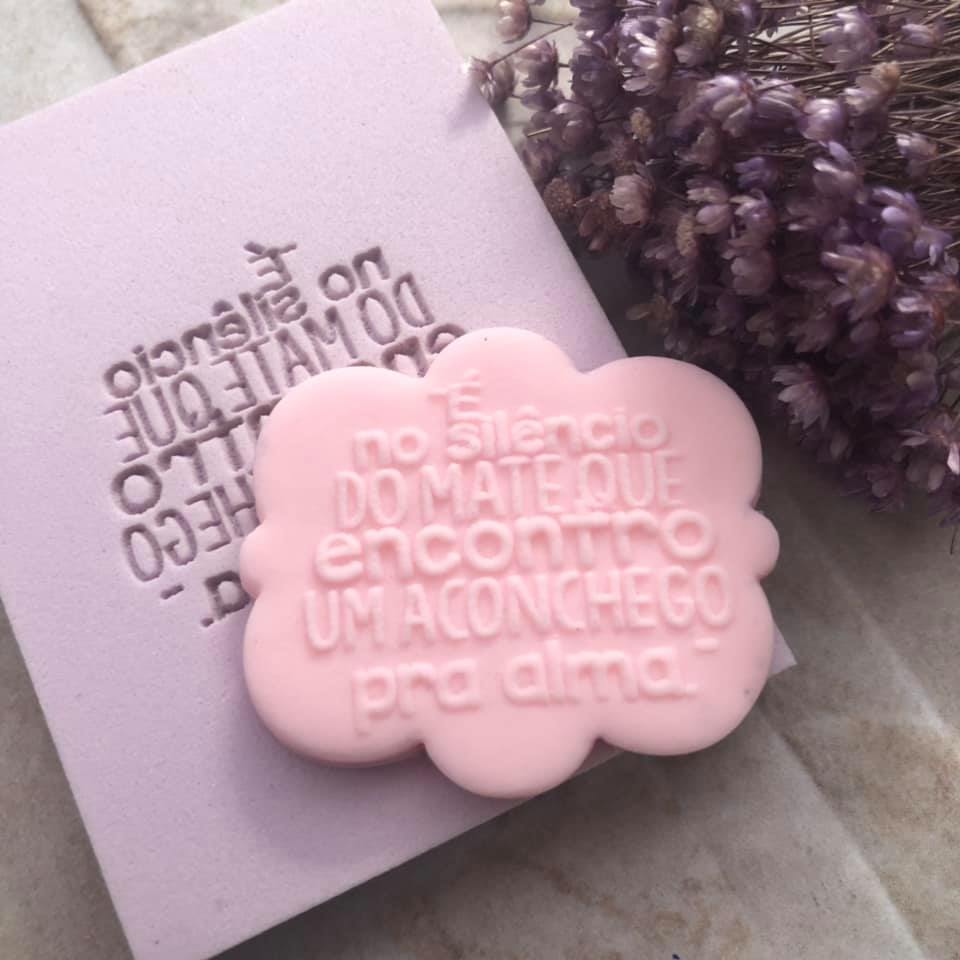 É
no silêncio
DO MATE QUE
encontro
UM ACONCHEGO
pra alma.